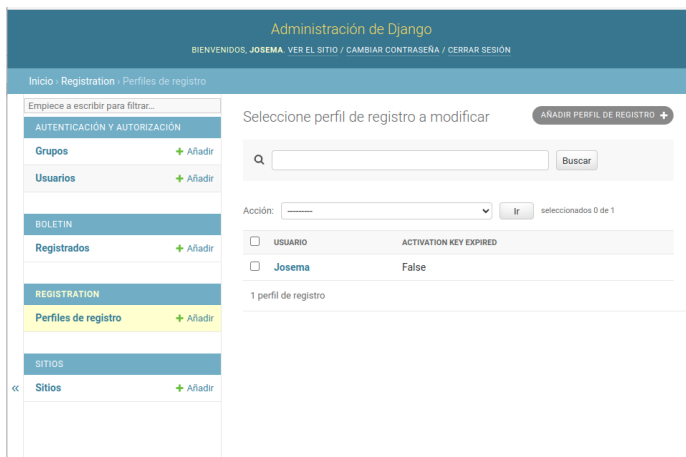 Administración de Django
BIENVENIDOS, JOSEMA. VER EL SITIO / CAMBIAR CONTRASEÑA / CERRAR SESIÓN
Inicio › Registration › Perfiles de registro
Empiece a escribir para filtrar...
AUTENTICACIÓN Y AUTORIZACIÓN
Grupos + Añadir
Usuarios + Añadir
BOLETIN
Registrados + Añadir
REGISTRATION
Perfiles de registro + Añadir
SITIOS
« Sitios + Añadir
Seleccione perfil de registro a modificar
AÑADIR PERFIL DE REGISTRO +
Buscar
Acción: --------- Ir seleccionados 0 de 1
USUARIO ACTIVATION KEY EXPIRED
Josema False
1 perfil de registro